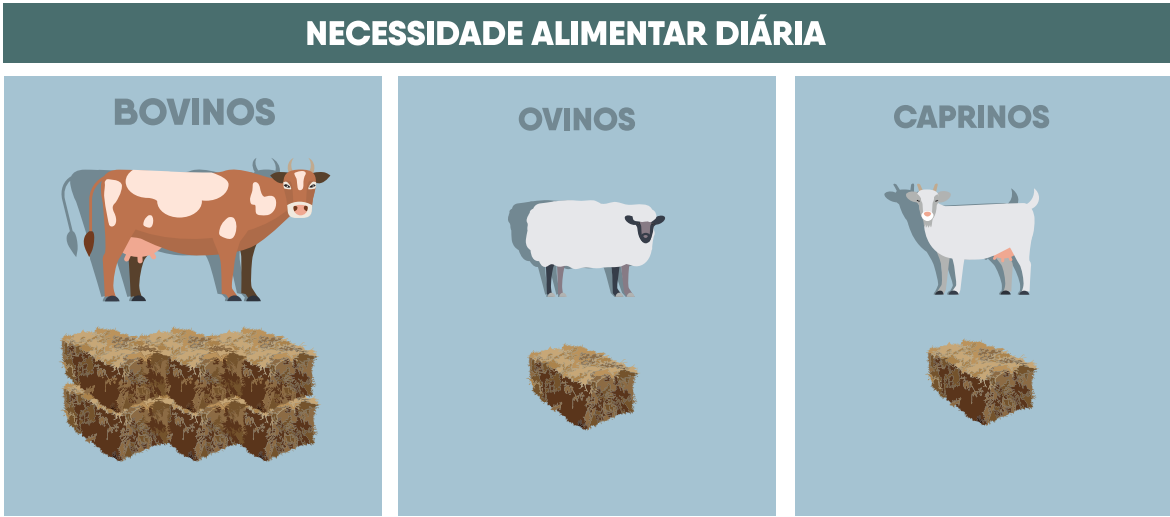 NECESSIDADE ALIMENTAR DIÁRIA
BOVINOS
OVINOS
CAPRINOS